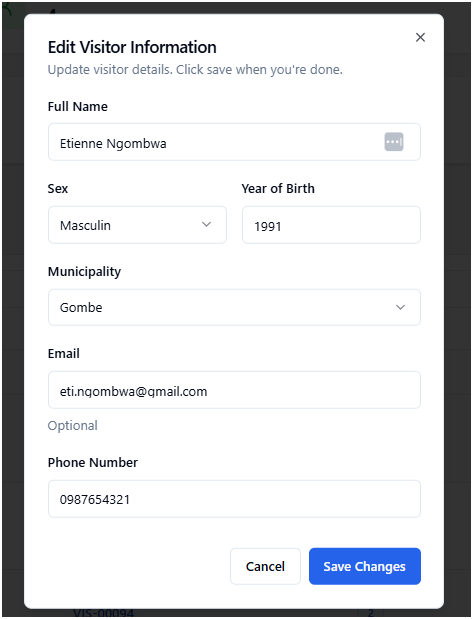 Edit Visitor Information
Update visitor details. Click save when you're done.
Full Name
Etienne Ngombwa
Sex
Year of Birth
Masculin
1991
Municipality
Gombe
Email
eti.ngombwa@gmail.com
Optional
Phone Number
0987654321
Cancel
Save Changes
VIS-00094
2